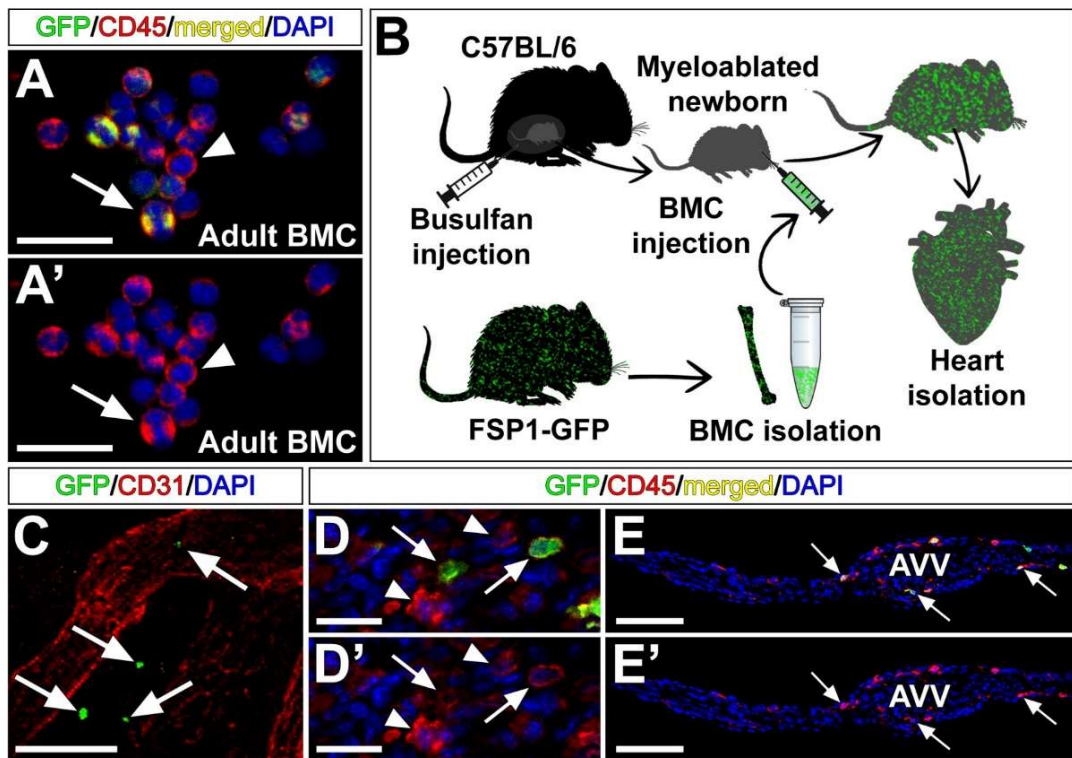 GFP/CD45/merged/DAPI
A
Adult BMC
A’
Adult BMC
B
C57BL/6
Myeloablated
newborn
Busulfan
injection
BMC
injection
FSP1-GFP
BMC isolation
Heart
isolation
GFP/CD31/DAPI
C
GFP/CD45/merged/DAPI
D
D’
E
AVV
E’
AVV